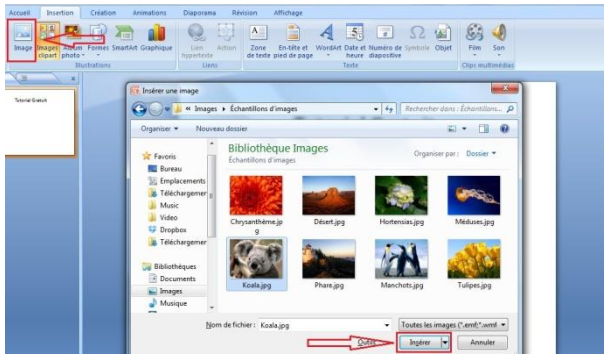 Accueil Insertion Création Animations Diaporama Révision Affichage
Image Images clipart Album photo Formes SmartArt Graphique Lien hypertexte Action Zone de texte En-tête et pied de page WordArt Date et heure Numéro de diapositive Symbole Objet Film Son
Illustrations Liens Texte Clips multimédias
Tutorial Gratuit
Insérer une image
« Images Échantillons d'images
Rechercher dans : Échantillons...
Organiser Nouveau dossier
Bibliothèque Images
Échantillons d'images
Organiser par : Dossier
Favoris
Bureau
Emplacements
Téléchargemer
Music
Video
Dropbox
Téléchargemer
Bibliothèques
Documents
Images
Musique
Chrysanthème.jp
g
Désert.jpg
Hortensias.jpg
Méduses.jpg
Koala.jpg
Phare.jpg
Manchots.jpg
Tulipes.jpg
Nom de fichier : Koala.jpg
Toutes les images (*.emf;*.wmf
Outils Ingérer Annuler